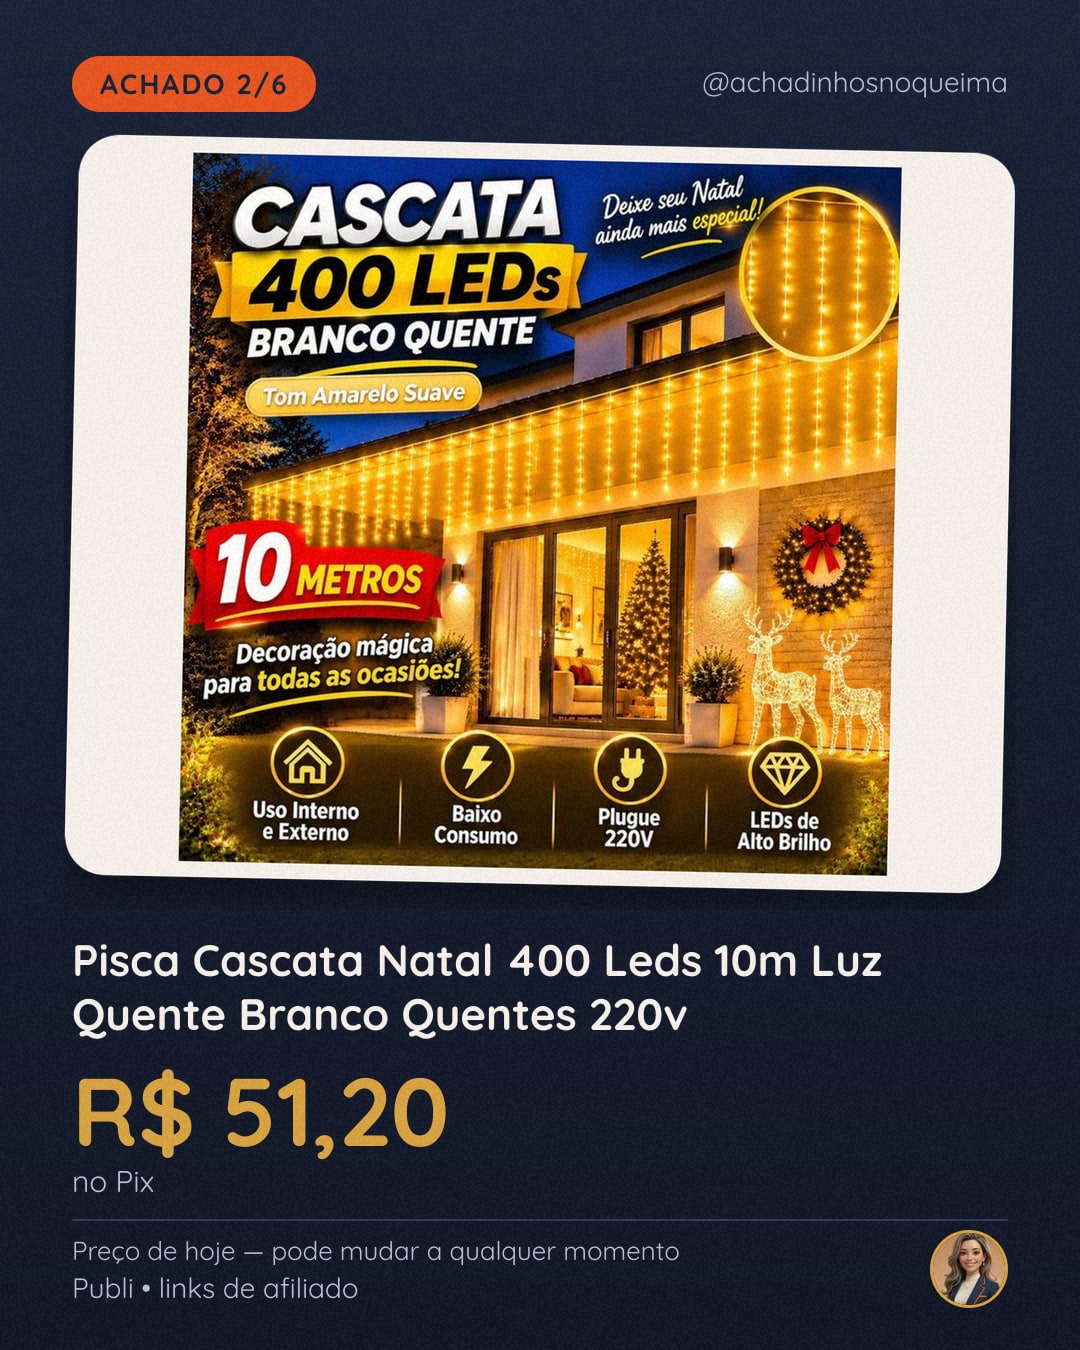 ACHADO 2/6
@achadinhosnoqueima
CASCATA
400 LEDs
BRANCO QUENTE
Tom Amarelo Suave
Deixe seu Natal
ainda mais especial!
10 METROS
Decoração mágica
para todas as ocasiões!
Uso Interno
e Externo
Baixo
Consumo
Plugue
220V
LEDs de
Alto Brilho
Pisca Cascata Natal 400 Leds 10m Luz
Quente Branco Quentes 220v
R$ 51,20
no Pix
Preço de hoje — pode mudar a qualquer momento
Publi • links de afiliado